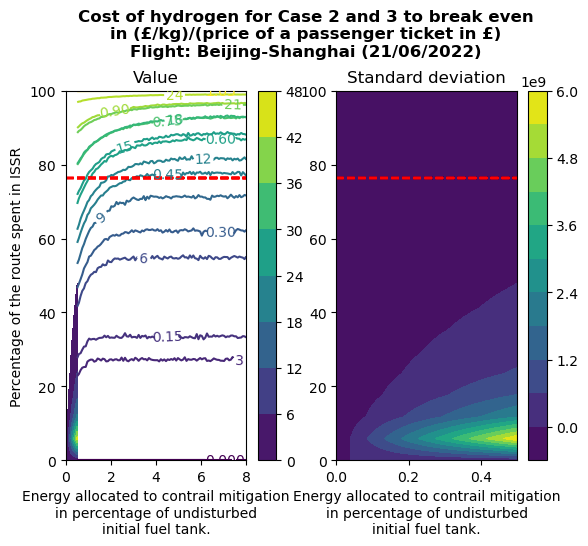 Cost of hydrogen for Case 2 and 3 to break even
in (£/kg)/(price of a passenger ticket in £)
Flight: Beijing-Shanghai (21/06/2022)
Value
Standard deviation
1e9
Percentage of the route spent in ISSR
100
80
60
40
20
0
0 2 4 6 8
24
0.90
21
18
15
0.60
12
0.45
9
0.30
6
0.15
3
0.000
48
42
36
30
24
18
12
6
0
100
80
60
40
20
0
0.0 0.2 0.4
6.0
4.8
3.6
2.4
1.2
0.0
Energy allocated to contrail mitigation
in percentage of undisturbed
initial fuel tank.
Energy allocated to contrail mitigation
in percentage of undisturbed
initial fuel tank.